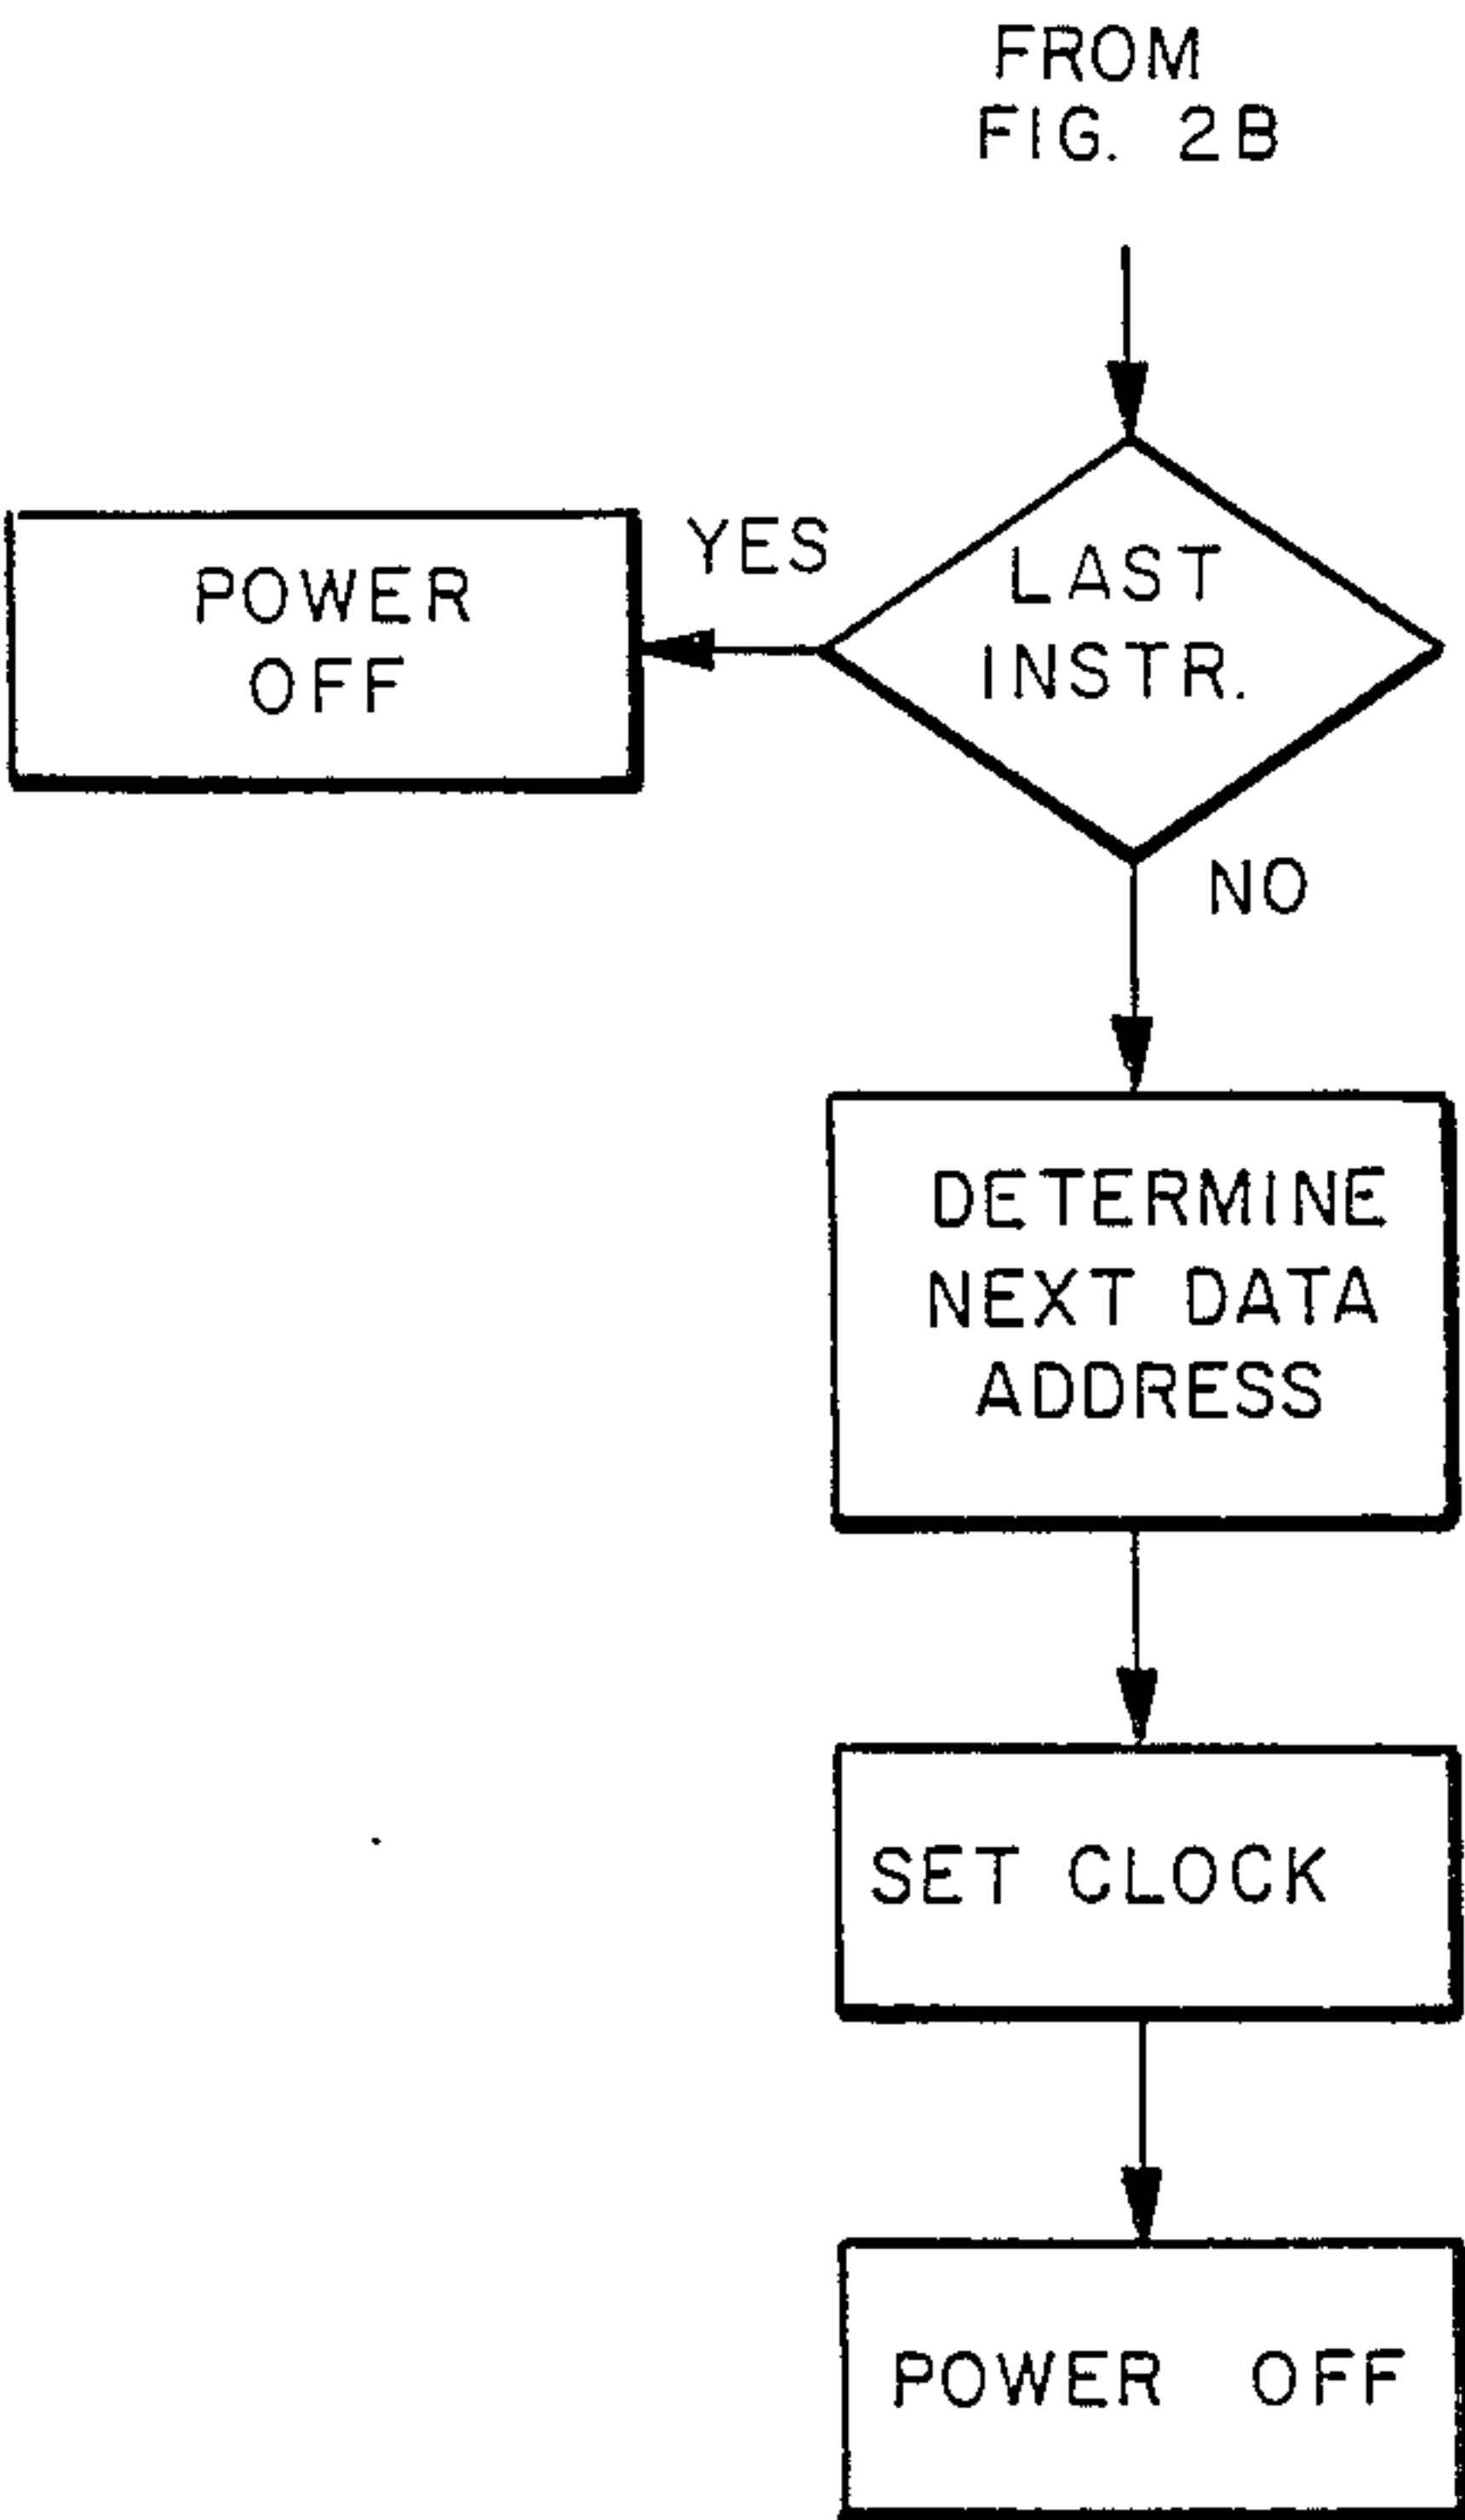 FROM
FIG. 2B
YES
LAST
INSTR.
POWER
OFF
NO
DETERMINE
NEXT DATA
ADDRESS
SET CLOCK
POWER OFF